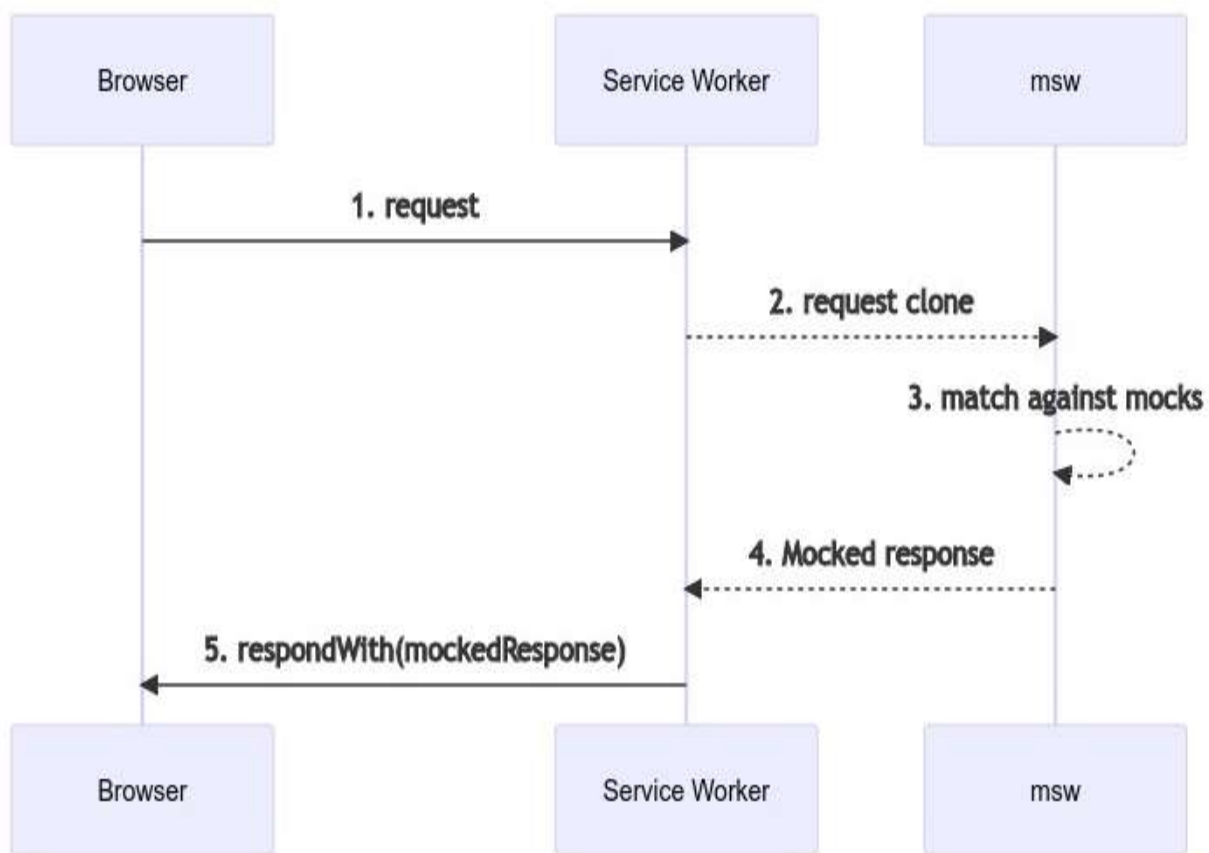 Browser
Service Worker
msw
1. request
2. request clone
3. match against mocks
4. Mocked response
5. respondWith(mockedResponse)
Browser
Service Worker
msw